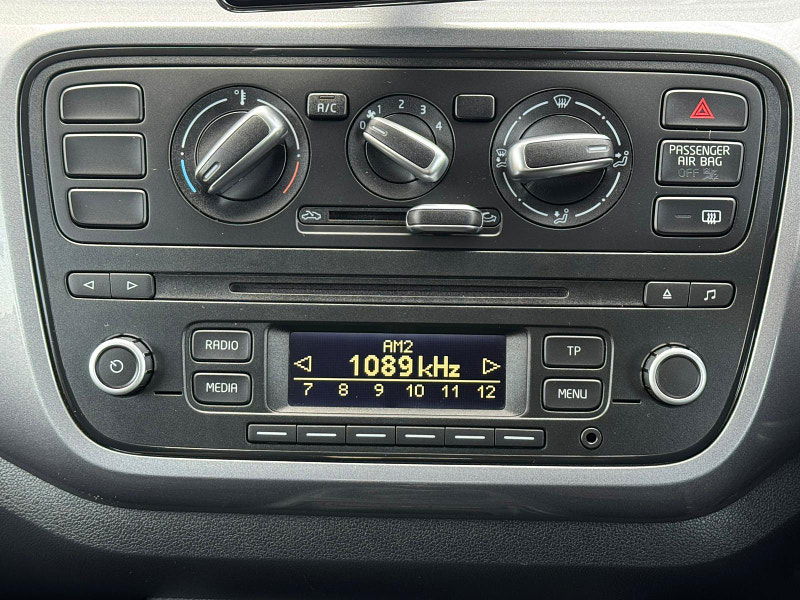 A/C
0 1 2 3 4
PASSENGER
AIR BAG
OFF
RADIO
MEDIA
AM2
1089 kHz
7 8 9 10 11 12
TP
MENU